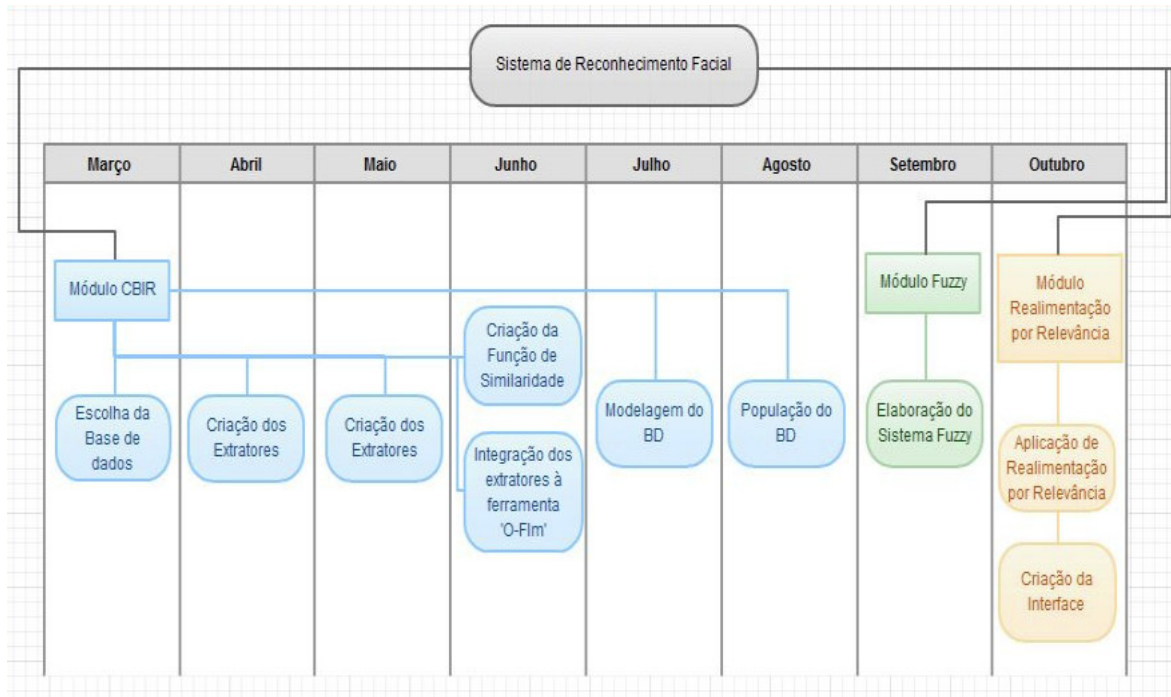 Sistema de Reconhecimento Facial
Março
Abril
Maio
Junho
Julho
Agosto
Setembro
Outubro
Módulo CBIR
Escolha da
Base de
dados
Criação dos
Extratores
Criação dos
Extratores
Criação da
Função de
Similaridade
Integração dos
extratores à
ferramenta
'O-FIm'
Modelagem do
BD
População do
BD
Módulo Fuzzy
Elaboração do
Sistema Fuzzy
Módulo
Realimentação
por Relevância
Aplicação de
Realimentação
por Relevância
Criação da
Interface